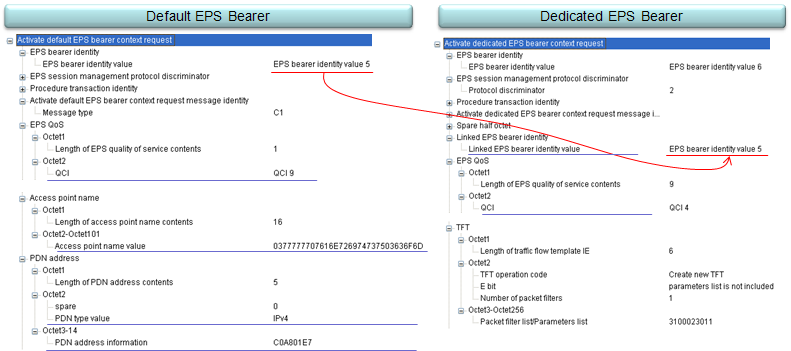 Default EPS Bearer
Activate default EPS bearer context request
EPS bearer identity
EPS bearer identity value EPS bearer identity value 5
EPS session management protocol discriminator
Procedure transaction identity
Activate default EPS bearer context request message identity
Message type C1
EPS QoS
Octet1
Length of EPS quality of service contents 1
Octet2
QCI QCI 9
Access point name
Octet1
Length of access point name contents 16
Octet2-Octet101
Access point name value 0377777707616E726974737503636F6D
PDN address
Octet1
Length of PDN address contents 5
Octet2
spare 0
PDN type value IPv4
Octet3-14
PDN address information C0A801E7
Dedicated EPS Bearer
Activate dedicated EPS bearer context request
EPS bearer identity
EPS bearer identity value EPS bearer identity value 6
EPS session management protocol discriminator
Protocol discriminator 2
Procedure transaction identity
Activate dedicated EPS bearer context request message i...
Spare half octet
Linked EPS bearer identity
Linked EPS bearer identity value EPS bearer identity value 5
EPS QoS
Octet1
Length of EPS quality of service contents 9
Octet2
QCI QCI 4
TFT
Octet1
Length of traffic flow template IE 6
Octet2
TFT operation code Create new TFT
E bit parameters list is not included
Number of packet filters 1
Octet3-Octet256
Packet filter list/Parameters list 3100023011